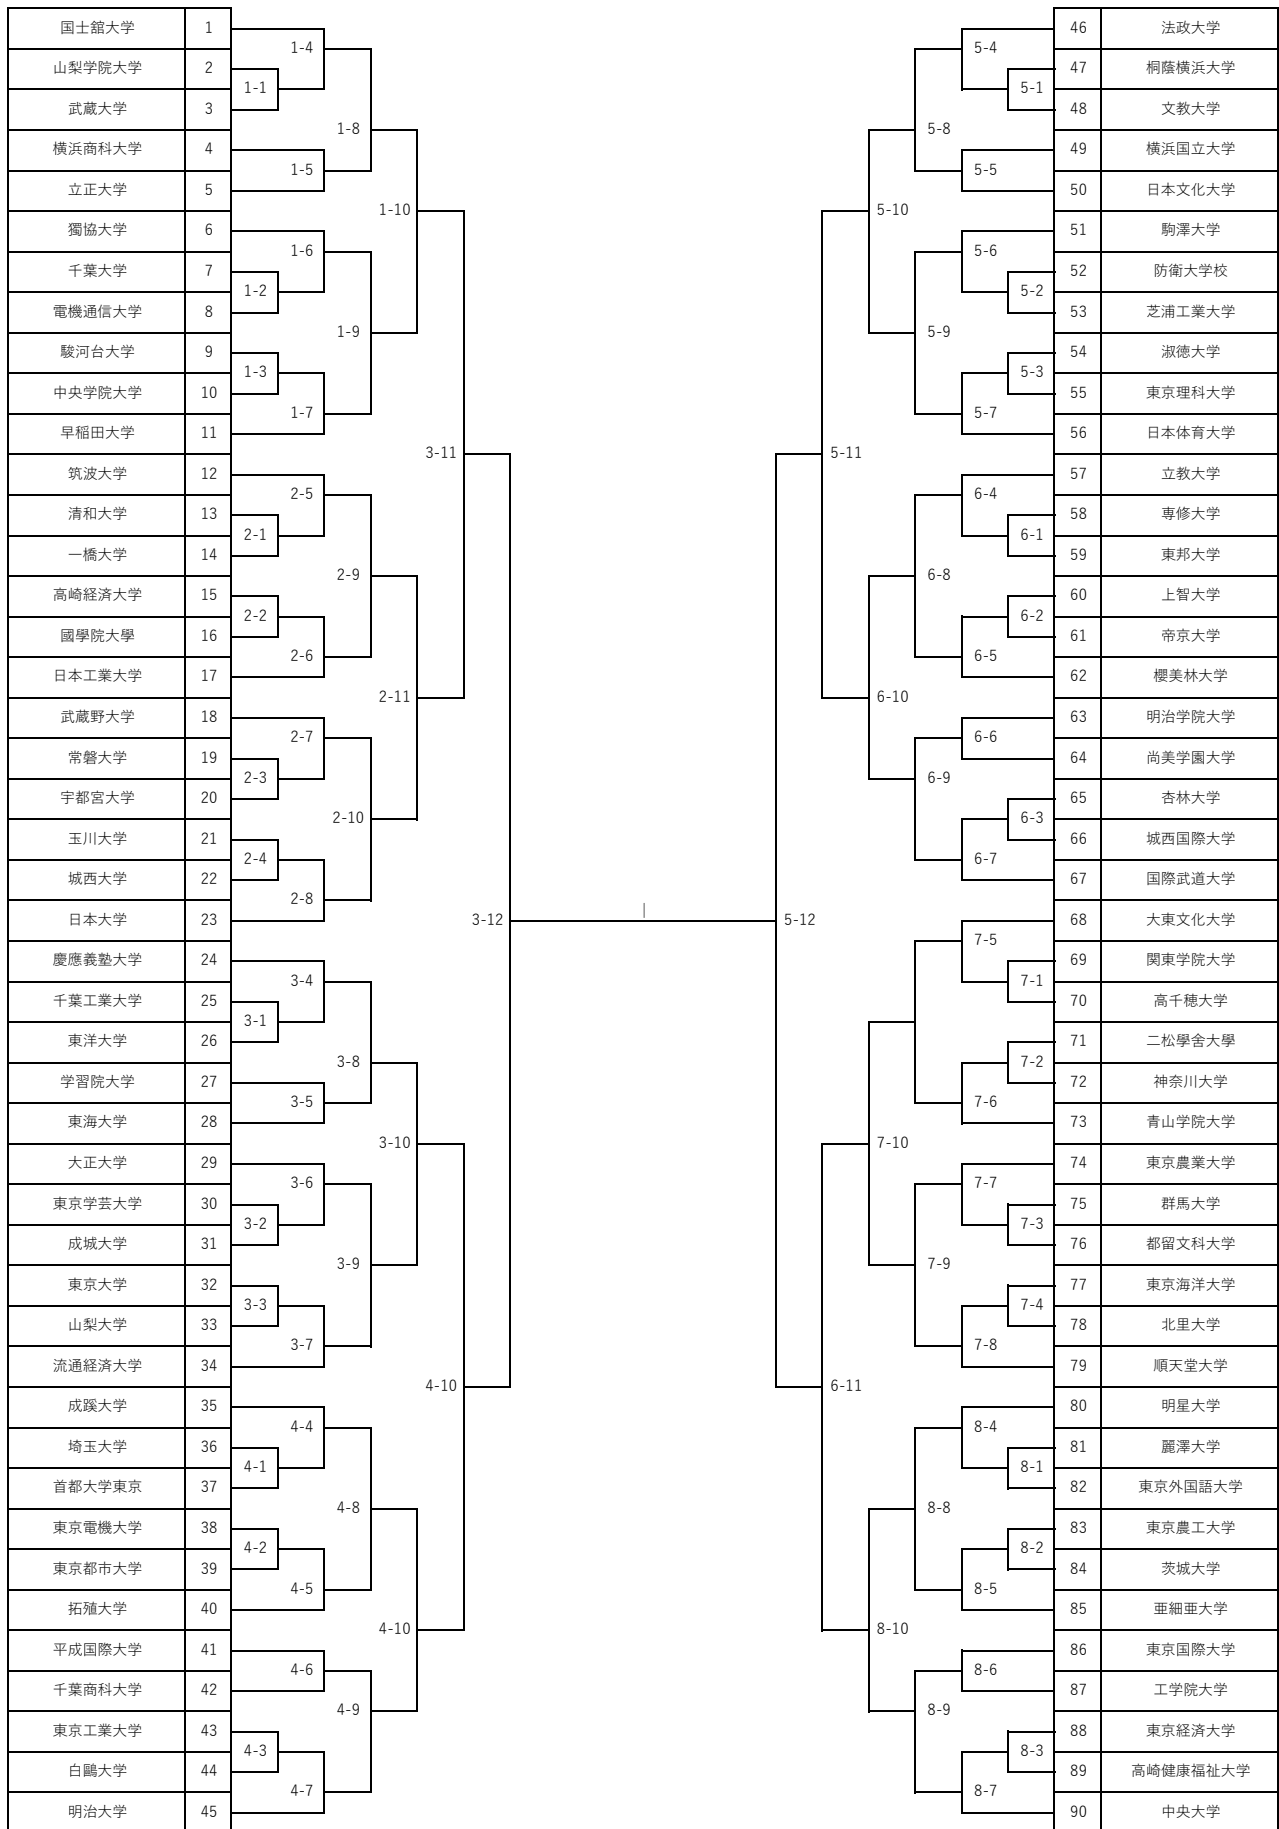 国士舘大学 1
山梨学院大学 2
武蔵大学 3
横浜商科大学 4
立正大学 5
獨協大学 6
千葉大学 7
電機通信大学 8
駿河台大学 9
中央学院大学 10
早稲田大学 11
筑波大学 12
清和大学 13
一橋大学 14
高崎経済大学 15
國學院大學 16
日本工業大学 17
武蔵野大学 18
常磐大学 19
宇都宮大学 20
玉川大学 21
城西大学 22
日本大学 23
慶應義塾大学 24
千葉工業大学 25
東洋大学 26
学習院大学 27
東海大学 28
大正大学 29
東京学芸大学 30
成城大学 31
東京大学 32
山梨大学 33
流通経済大学 34
成蹊大学 35
埼玉大学 36
首都大学東京 37
東京電機大学 38
東京都市大学 39
拓殖大学 40
平成国際大学 41
千葉商科大学 42
東京工業大学 43
白鷗大学 44
明治大学 45
1-4
1-1
1-8
1-5
1-10
1-6
1-2
1-9
1-3
1-7
3-11
2-5
2-1
2-9
2-2
2-6
2-11
2-7
2-3
2-10
2-4
2-8
3-12
3-4
3-1
3-8
3-5
3-10
3-6
3-2
3-9
3-3
3-7
4-10
4-4
4-1
4-8
4-2
4-5
4-10
4-6
4-9
4-3
4-7
5-4
5-1
5-8
5-5
5-10
5-6
5-2
5-9
5-3
5-7
5-11
6-4
6-1
6-8
6-2
6-5
6-10
6-6
6-9
6-3
6-7
5-12
7-5
7-1
7-2
7-6
7-10
7-7
7-3
7-9
7-4
7-8
6-11
8-4
8-1
8-8
8-2
8-5
8-10
8-6
8-9
8-3
8-7
46 法政大学
47 桐蔭横浜大学
48 文教大学
49 横浜国立大学
50 日本文化大学
51 駒澤大学
52 防衛大学校
53 芝浦工業大学
54 淑徳大学
55 東京理科大学
56 日本体育大学
57 立教大学
58 専修大学
59 東邦大学
60 上智大学
61 帝京大学
62 櫻美林大学
63 明治学院大学
64 尚美学園大学
65 杏林大学
66 城西国際大学
67 国際武道大学
68 大東文化大学
69 関東学院大学
70 高千穂大学
71 二松學舍大學
72 神奈川大学
73 青山学院大学
74 東京農業大学
75 群馬大学
76 都留文科大学
77 東京海洋大学
78 北里大学
79 順天堂大学
80 明星大学
81 麗澤大学
82 東京外国語大学
83 東京農工大学
84 茨城大学
85 亜細亜大学
86 東京国際大学
87 工学院大学
88 東京経済大学
89 高崎健康福祉大学
90 中央大学